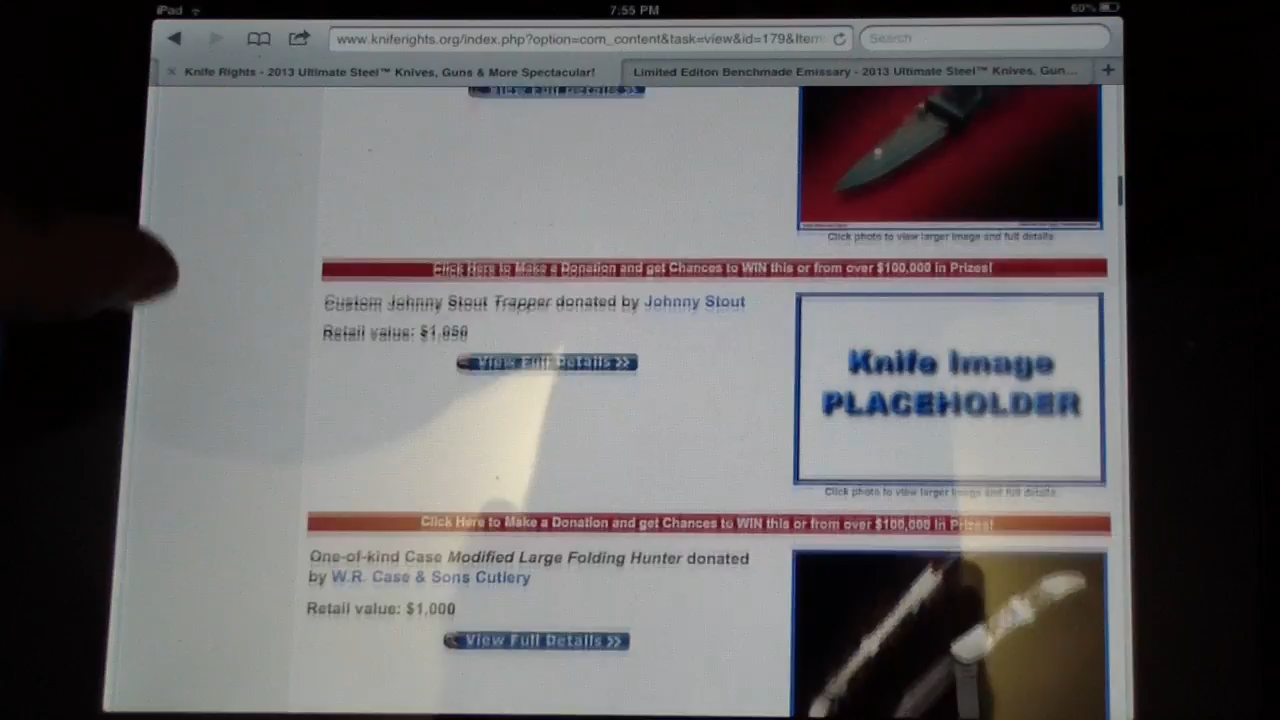 iPad
7:55 PM
60%
www.kniferights.org/index.php?option=com_content&task=view&id=179&Item
Search
Knife Rights - 2013 Ultimate Steel™ Knives, Guns & More Spectacular!
Limited Editon Benchmade Emissary - 2013 Ultimate Steel™ Knives, Gun...
View Full Details >>
Click photo to view larger image and full details
Click Here to Make a Donation and get Chances to WIN this or from over $100,000 in Prizes!
Custom Johnny Stout Trapper donated by Johnny Stout
Retail value: $1,050
View Full Details >>
Knife Image
PLACEHOLDER
Click photo to view larger image and full details
Click Here to Make a Donation and get Chances to WIN this or from over $100,000 in Prizes!
One-of-kind Case Modified Large Folding Hunter donated
by W.R. Case & Sons Cutlery
Retail value: $1,000
View Full Details >>